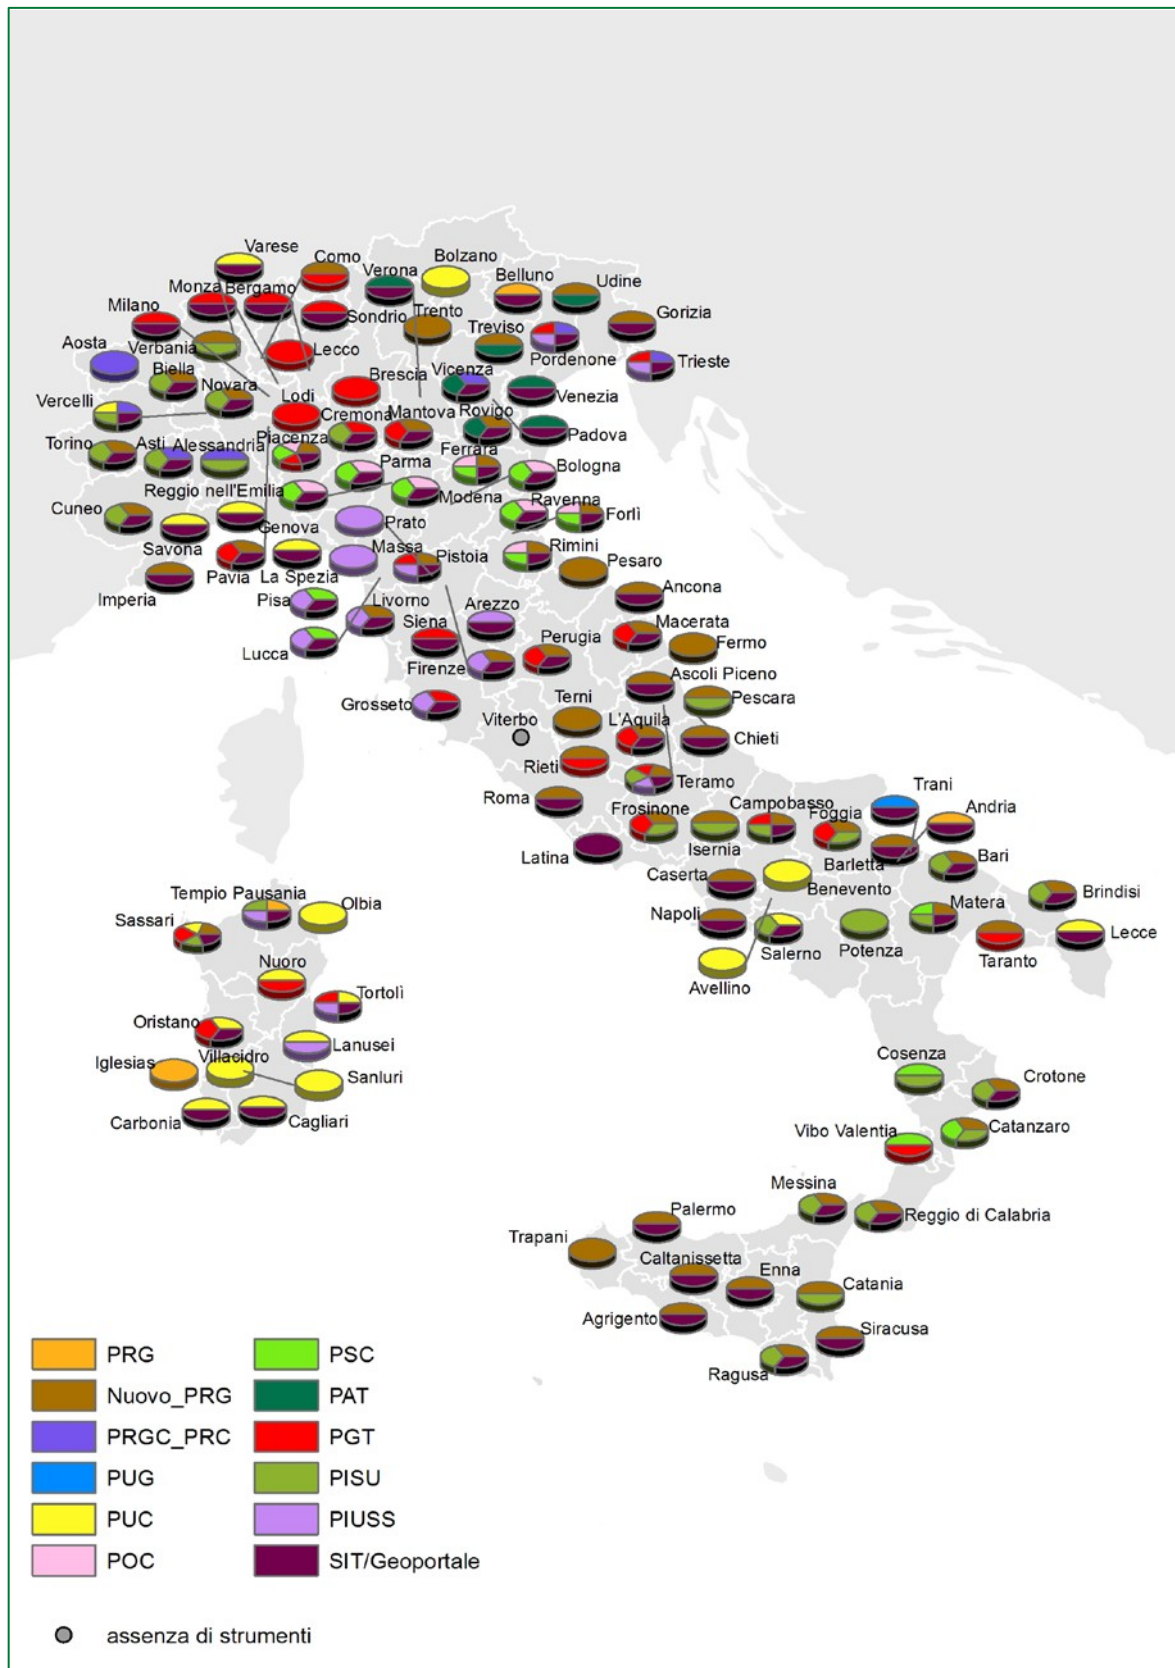 Varese
Como
Verona
Bolzano
Belluno
Udine
Monza
Bergamo
Milano
Sondrio
Trento
Treviso
Gorizia
Aosta
Verbania
Lecco
Pordenone
Trieste
Biella
Novara
Brescia
Vicenza
Venezia
Vercelli
Lodi
Cremona
Mantova
Rovigo
Padova
Torino
Asti
Alessandria
Piacenza
Ferrara
Parma
Bologna
Reggio nell'Emilia
Modena
Ravenna
Cuneo
Forlì
Savona
Genova
Prato
Massa
Pistoia
Rimini
Pesaro
Imperia
Pavia
La Spezia
Pisa
Livorno
Arezzo
Ancona
Siena
Macerata
Lucca
Firenze
Perugia
Fermo
Ascoli Piceno
Grosseto
Terni
Pescara
Viterbo
L'Aquila
Chieti
Rieti
Teramo
Roma
Frosinone
Campobasso
Foggia
Trani
Andria
Latina
Isernia
Barletta
Bari
Caserta
Benevento
Brindisi
Tempio Pausania
Olbia
Sassari
Napoli
Salerno
Potenza
Matera
Taranto
Lecce
Nuoro
Avellino
Tortolì
Oristano
Lanusei
Iglesias
Villacidro
Sanluri
Cosenza
Crotone
Carbonia
Cagliari
Vibo Valentia
Catanzaro
Messina
Reggio di Calabria
Palermo
Trapani
Caltanissetta
Enna
Catania
Agrigento
Siracusa
Ragusa
PRG
PSC
Nuovo_PRG
PAT
PRGC_PRC
PGT
PUG
PISU
PUC
PIUSS
POC
SIT/Geoportale
assenza di strumenti